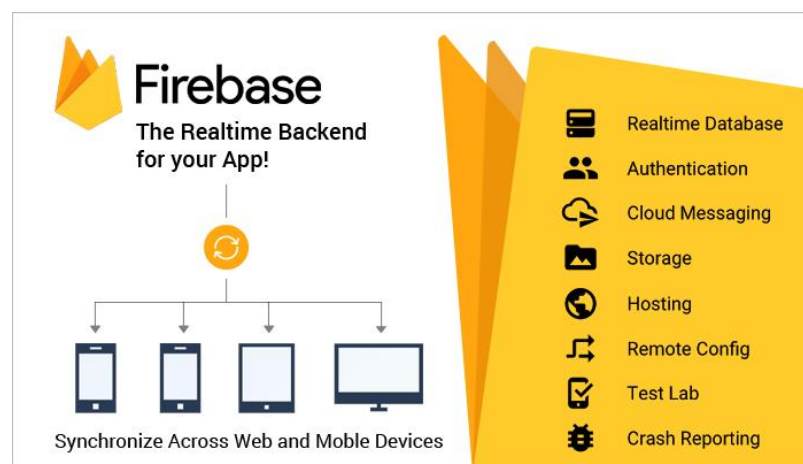 Firebase
The Realtime Backend
for your App!
Synchronize Across Web and Moble Devices
Realtime Database
Authentication
Cloud Messaging
Storage
Hosting
Remote Config
Test Lab
Crash Reporting